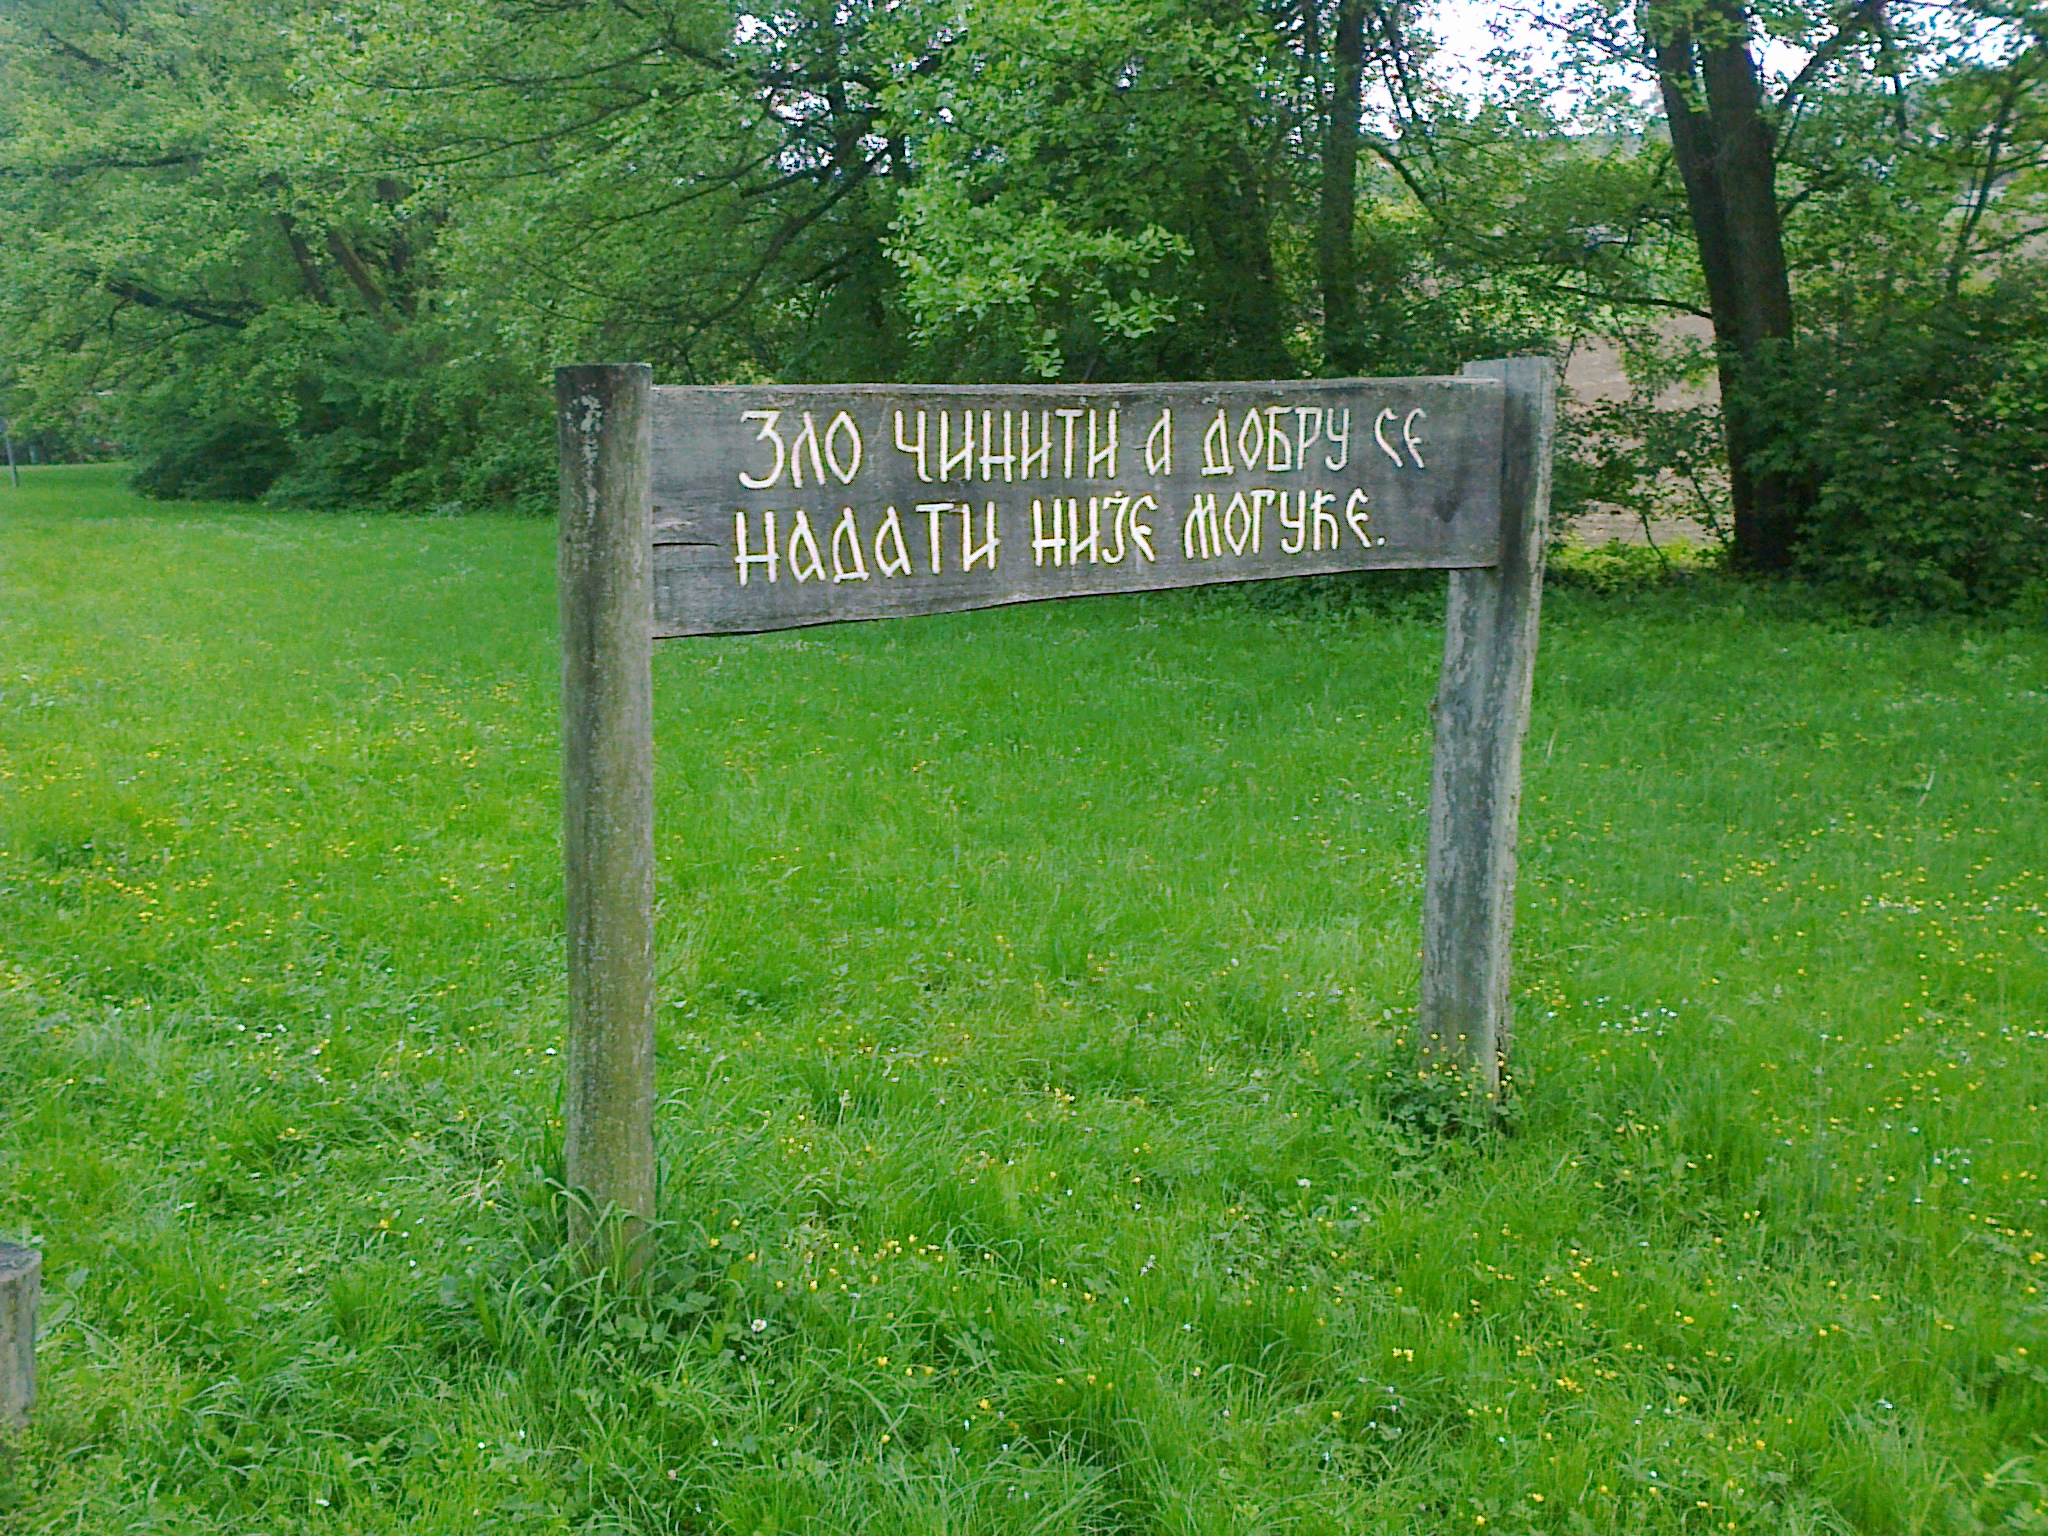 Зло чинити а добру се
надати није могуће.